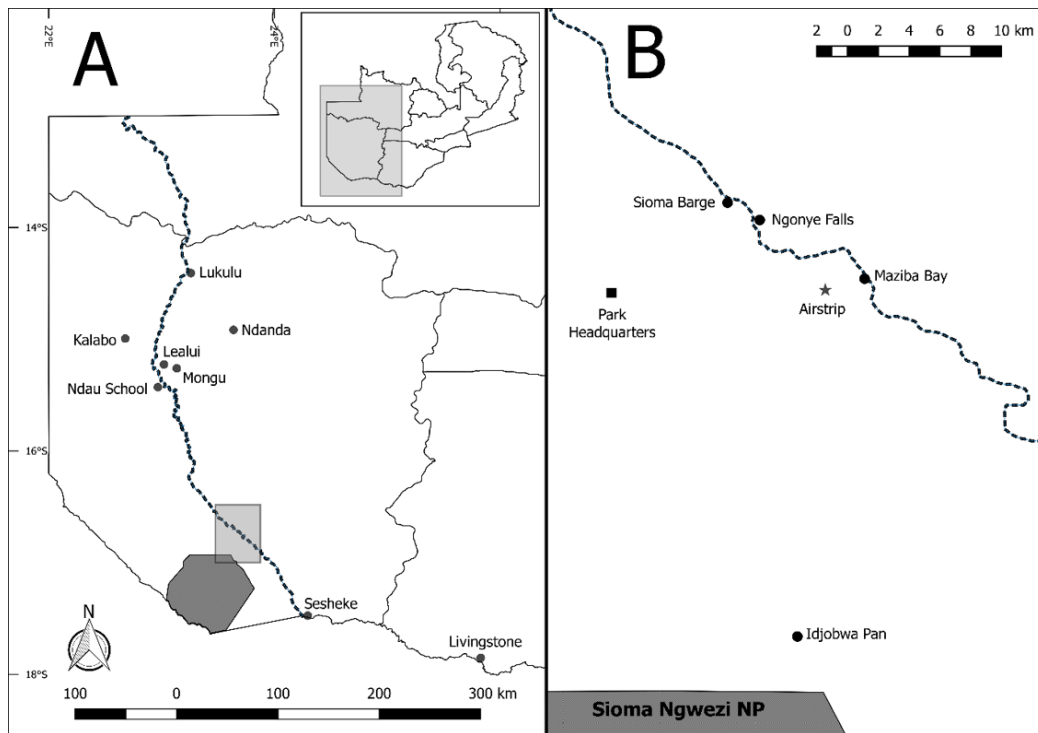 22°E
24°E
A
14°S
Lukulu
Ndanda
Kalabo
Lealui
Mongu
Ndau School
16°S
Sesheke
N
Livingstone
18°S
100 0 100 200 300 km
B
2 0 2 4 6 8 10 km
Sioma Barge
Ngonye Falls
Maziba Bay
Park
Headquarters
Airstrip
Idjobwa Pan
Sioma Ngwezi NP